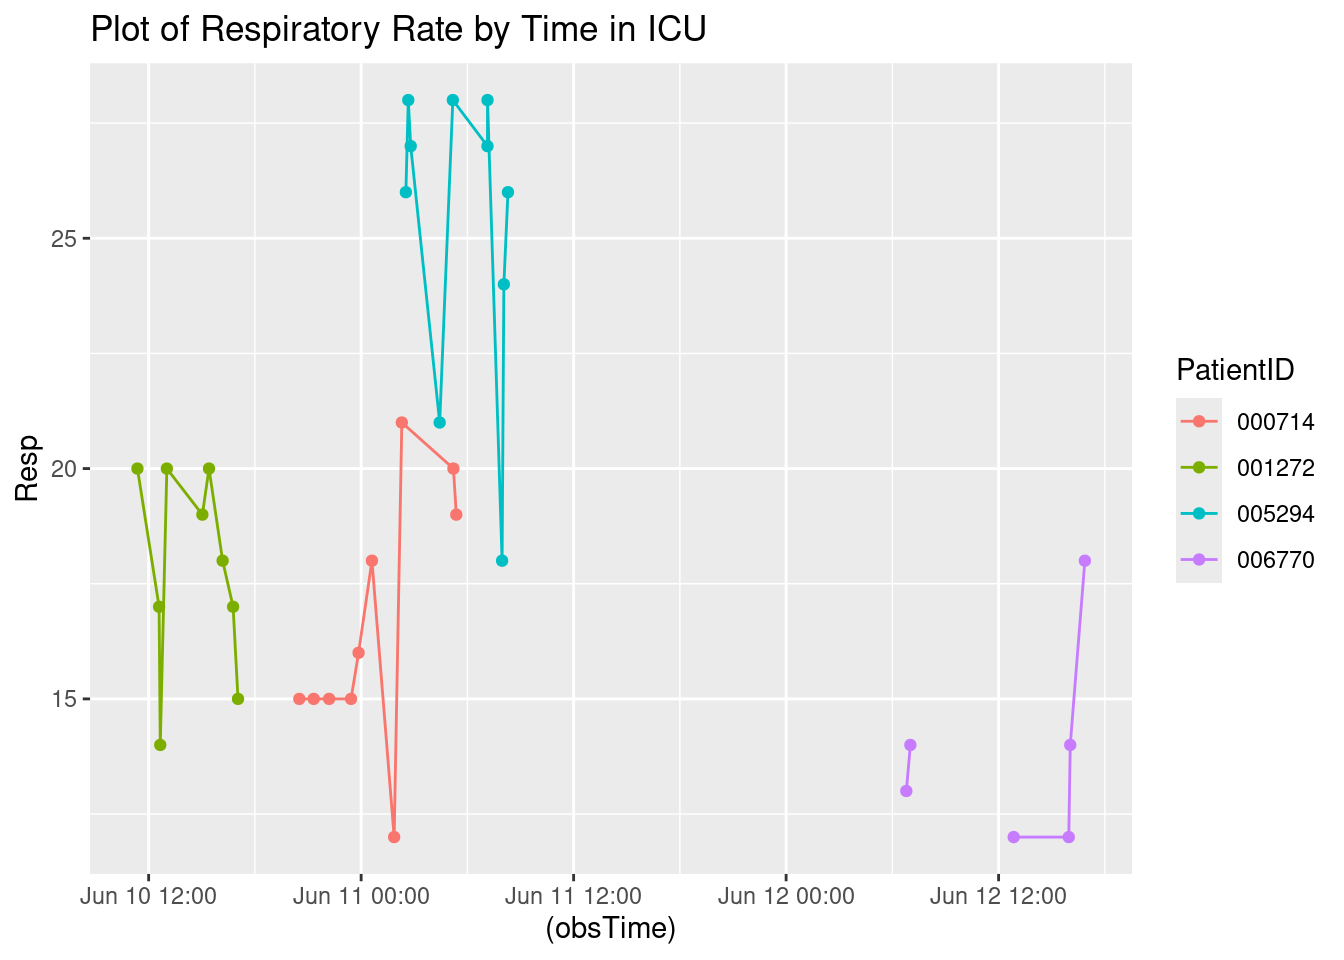 Plot of Respiratory Rate by Time in ICU
Resp
25
20
15
Jun 10 12:00 Jun 11 00:00 Jun 11 12:00 Jun 12 00:00 Jun 12 12:00
(obsTime)
PatientID
000714
001272
005294
006770